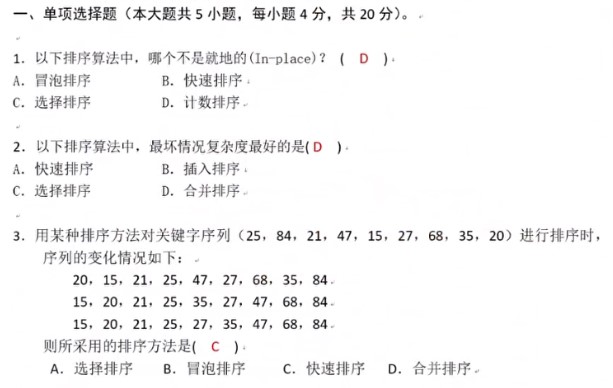 一、单项选择题（本大题共 5 小题，每小题 4 分，共 20 分）。
1. 以下排序算法中，哪个不是就地的(In-place)? ( D )
A. 冒泡排序 B. 快速排序
C. 选择排序 D. 计数排序
2. 以下排序算法中，最坏情况复杂度最好的是( D )
A. 快速排序 B. 插入排序
C. 选择排序 D. 合并排序
3. 用某种排序方法对关键字序列（25，84，21，47，15，27，68，35，20）进行排序时，
序列的变化情况如下：
20，15，21，25，47，27，68，35，84
15，20，21，25，35，27，47，68，84
15，20，21，25，27，35，47，68，84
则所采用的排序方法是( C )
A. 选择排序 B. 冒泡排序 C. 快速排序 D. 合并排序